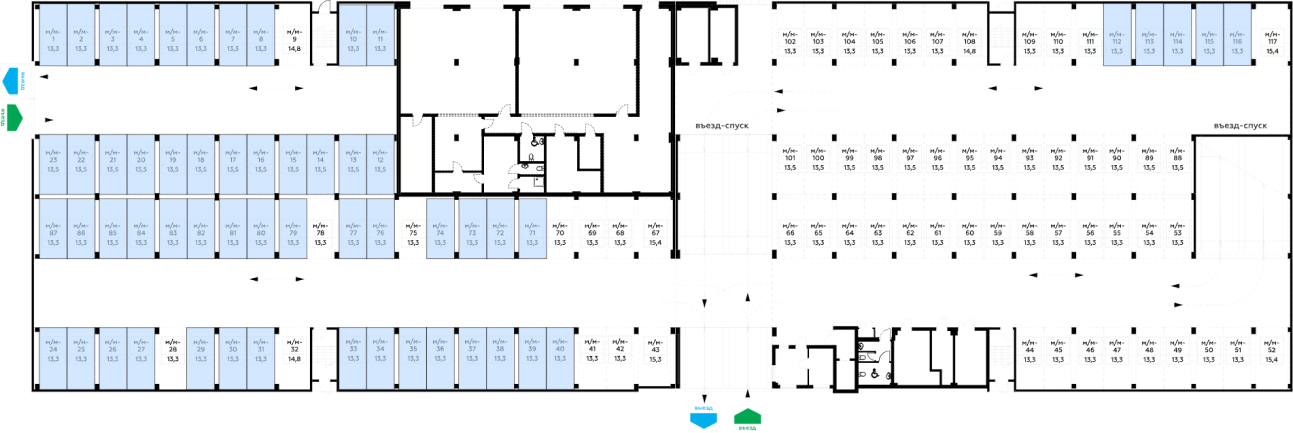 м/м- м/м- м/м- м/м- м/м- м/м- м/м- м/м- м/м- м/м- м/м- м/м- м/м- м/м- м/м- м/м- м/м- м/м- м/м- м/м- м/м- м/м- м/м- м/м- м/м- м/м- м/м-
1 2 3 4 5 6 7 8 9 10 11 102 103 104 105 106 107 108 109 110 111 112 113 114 115 116 117
13,3 13,3 13,3 13,3 13,3 13,3 13,3 13,3 14,8 13,3 13,3 13,3 13,3 13,3 13,3 13,3 13,3 14,8 13,3 13,3 13,3 13,3 13,3 13,3 13,3 13,3 15,4
выезд
въезд
въезд-спуск въезд-спуск
м/м- м/м- м/м- м/м- м/м- м/м- м/м- м/м- м/м- м/м- м/м- м/м- м/м- м/м- м/м- м/м- м/м- м/м- м/м- м/м- м/м- м/м- м/м- м/м- м/м- м/м-
23 22 21 20 19 18 17 16 15 14 13 12 101 100 99 98 97 96 95 94 93 92 91 90 89 88
13,5 13,5 13,5 13,5 13,5 13,5 13,5 13,5 13,5 13,5 13,5 13,5 13,5 13,5 13,5 13,5 13,5 13,5 13,5 13,5 13,5 13,5 13,5 13,5 13,5 13,5
м/м- м/м- м/м- м/м- м/м- м/м- м/м- м/м- м/м- м/м- м/м- м/м- м/м- м/м- м/м- м/м- м/м- м/м- м/м- м/м- м/м- м/м- м/м- м/м- м/м- м/м- м/м- м/м- м/м- м/м- м/м- м/м- м/м- м/м- м/м-
87 86 85 84 83 82 81 80 79 78 77 76 75 74 73 72 71 70 69 68 67 66 65 64 63 62 61 60 59 58 57 56 55 54 53
13,3 13,3 13,3 13,3 13,3 13,3 13,3 13,3 13,3 13,3 13,3 13,3 13,3 13,3 13,3 13,3 13,3 13,3 13,3 13,3 15,4 13,3 13,3 13,3 13,3 13,3 13,3 13,3 13,3 13,3 13,3 13,3 13,3 13,3 13,3
м/м- м/м- м/м- м/м- м/м- м/м- м/м- м/м- м/м- м/м- м/м- м/м- м/м- м/м- м/м- м/м- м/м- м/м- м/м- м/м- м/м- м/м- м/м- м/м- м/м- м/м- м/м- м/м- м/м-
24 25 26 27 28 29 30 31 32 33 34 35 36 37 38 39 40 41 42 43 44 45 46 47 48 49 50 51 52
13,3 13,3 13,3 13,3 13,3 13,3 13,3 13,3 14,8 13,3 13,3 13,3 13,3 13,3 13,3 13,3 13,3 13,3 13,3 15,3 13,3 13,3 13,3 13,3 13,3 13,3 13,3 13,3 15,4
выезд
въезд